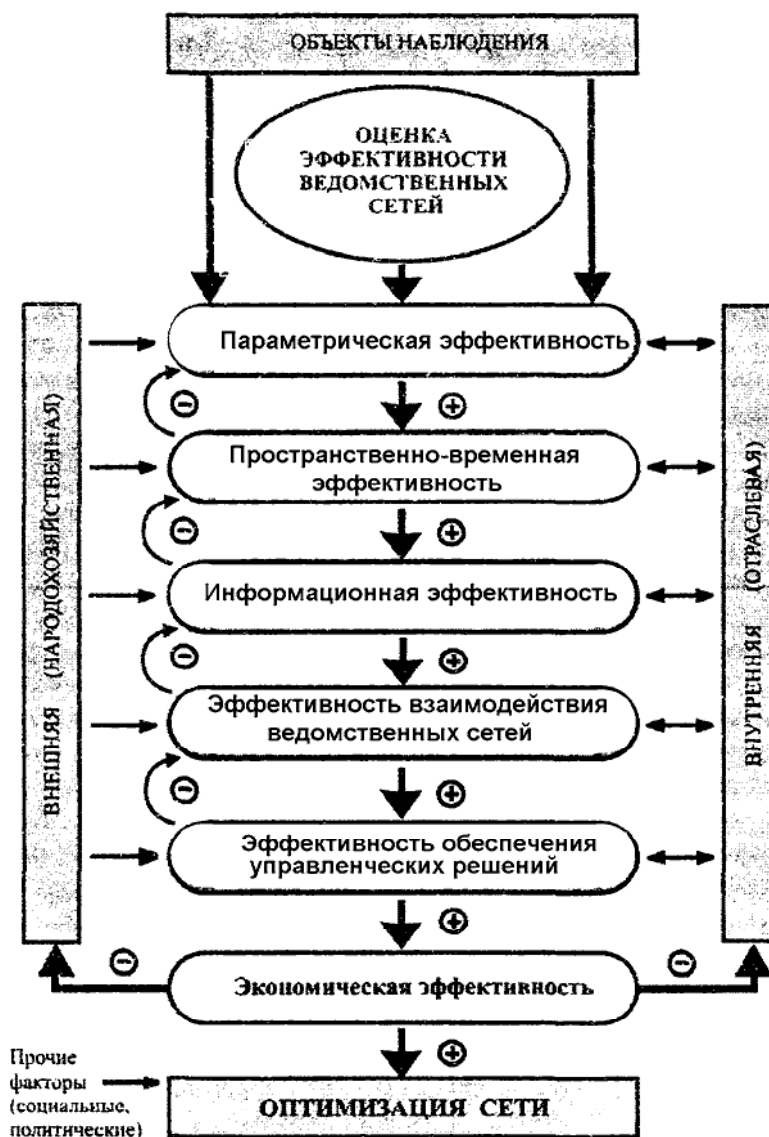 ОБЪЕКТЫ НАБЛЮДЕНИЯ
ОЦЕНКА
ЭФФЕКТИВНОСТИ
ВЕДОМСТВЕННЫХ
СЕТЕЙ
Параметрическая эффективность
Пространственно-временная
эффективность
Информационная эффективность
Эффективность взаимодействия
ведомственных сетей
Эффективность обеспечения
управленческих решений
Экономическая эффективность
ОПТИМИЗАЦИЯ СЕТИ
ВНЕШНЯЯ (НАРОДОХОЗЯЙСТВЕННАЯ)
ВНУТРЕННЯЯ (ОТРАСЛЕВАЯ)
Прочие
факторы
(социальные,
политические)